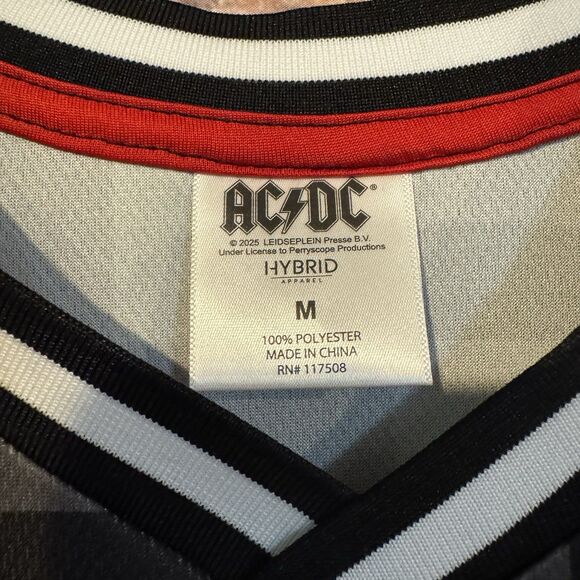 AC⚡DC®
© 2025 LEIDSEPLEIN Presse B.V.
Under License to Perryscope Productions
HYBRID
APPAREL
M
100% POLYESTER
MADE IN CHINA
RN# 117508